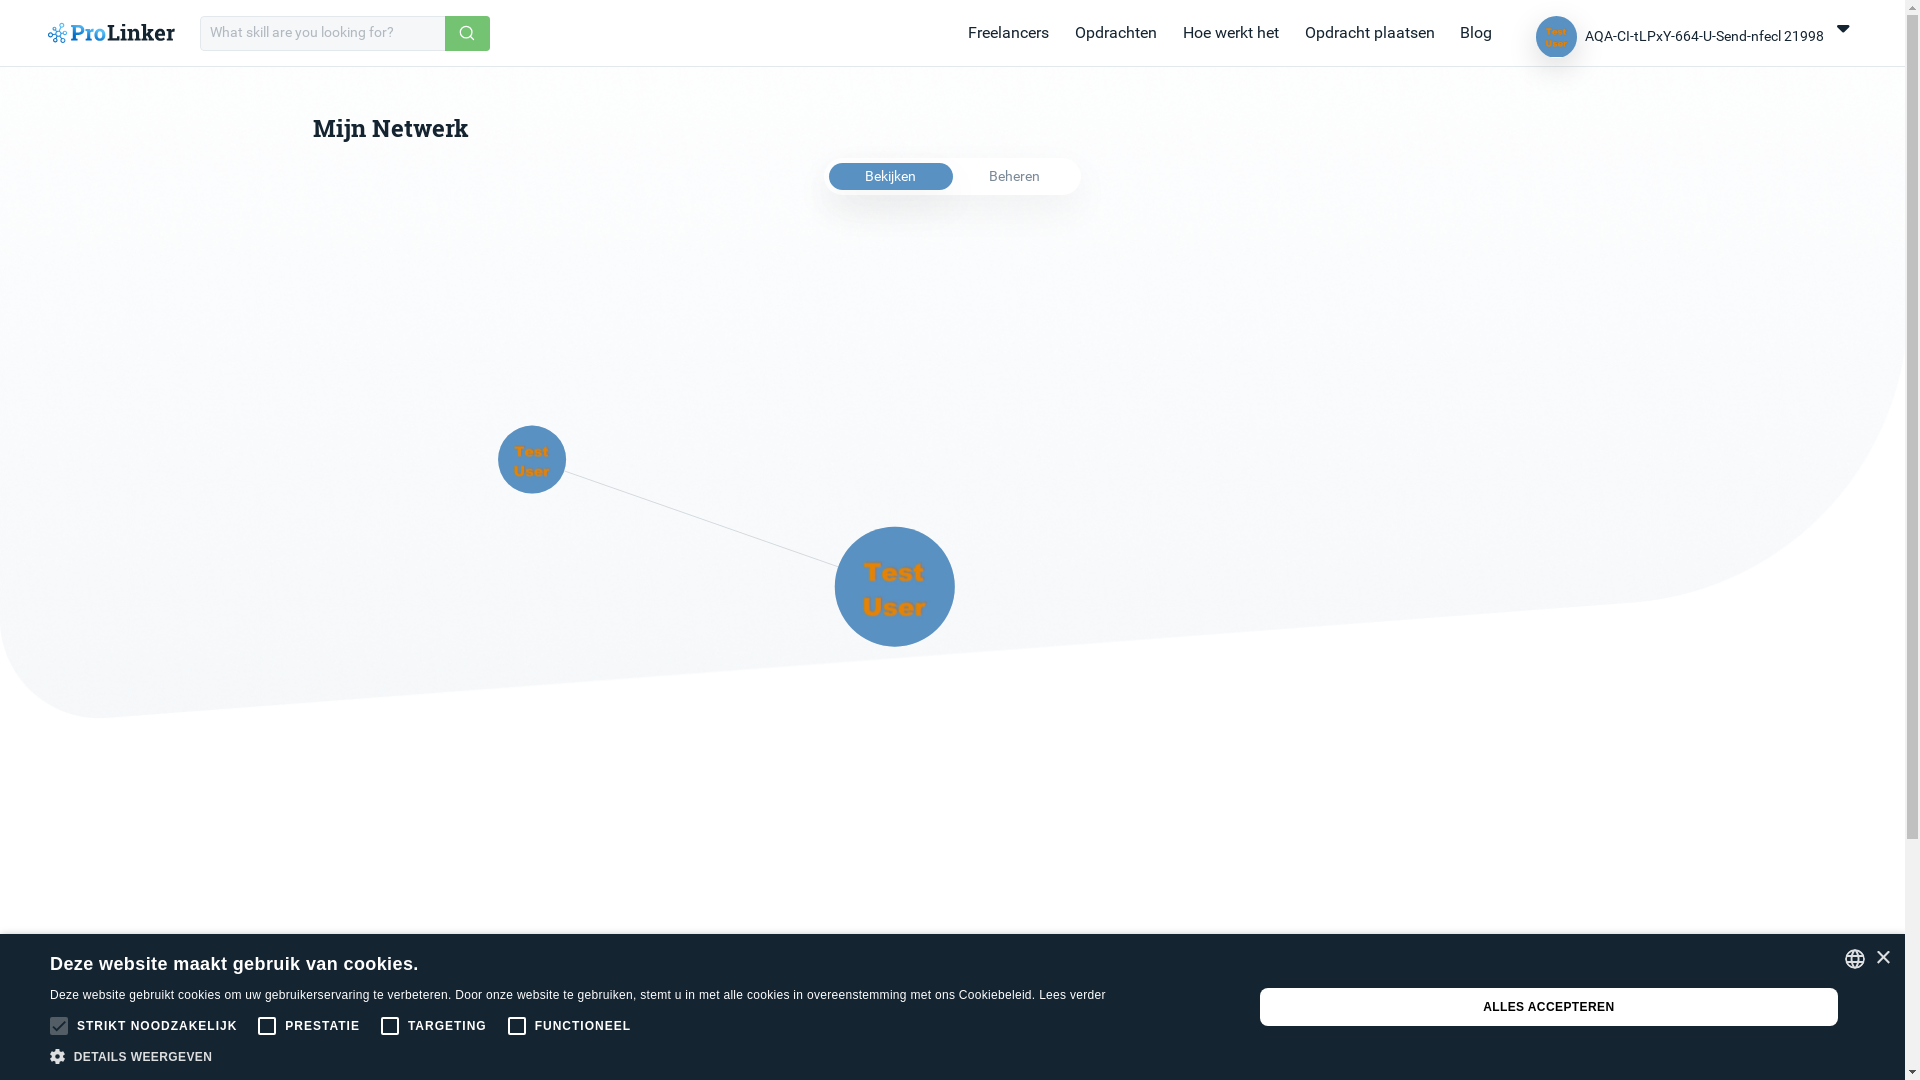 ProLinker
What skill are you looking for?
Freelancers
Opdrachten
Hoe werkt het
Opdracht plaatsen
Blog
Test
User
AQA-CI-tLPxY-664-U-Send-nfecl 21998
Mijn Netwerk
Bekijken
Beheren
Test
User
Test
User
Deze website maakt gebruik van cookies.
Deze website gebruikt cookies om uw gebruikerservaring te verbeteren. Door onze website te gebruiken, stemt u in met alle cookies in overeenstemming met ons Cookiebeleid. Lees verder
STRIKT NOODZAKELIJK
PRESTATIE
TARGETING
FUNCTIONEEL
DETAILS WEERGEVEN
ALLES ACCEPTEREN